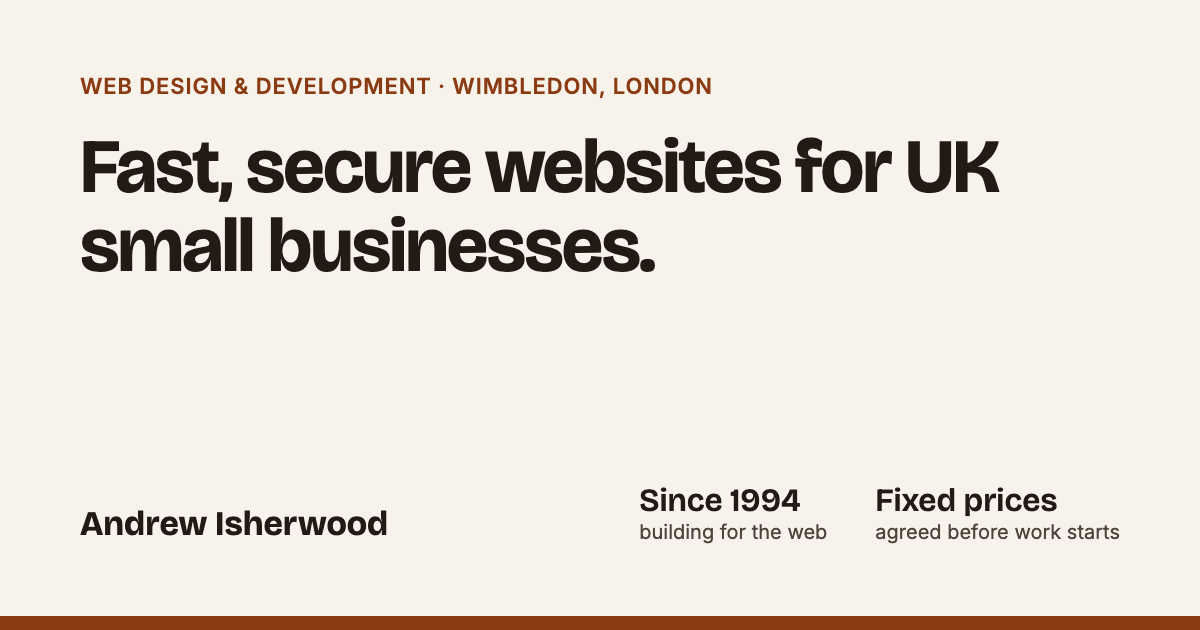 WEB DESIGN & DEVELOPMENT · WIMBLEDON, LONDON
Fast, secure websites for UK
small businesses.
Andrew Isherwood
Since 1994
building for the web
Fixed prices
agreed before work starts